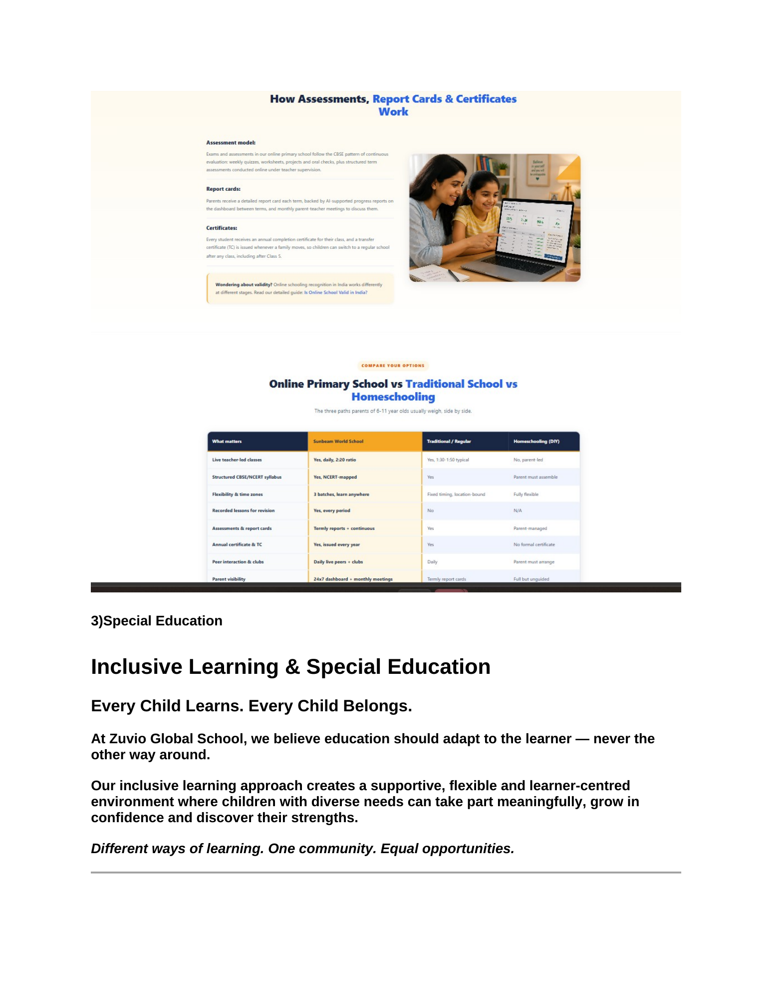 How Assessments, Report Cards & Certificates
Work
Assessment model:
Exams and assessments in our online primary school follow the CBSE pattern of continuous
evaluation: weekly quizzes, worksheets, projects and oral checks, plus structured term
assessments conducted online under teacher supervision.
Report cards:
Parents receive a detailed report card each term, backed by AI-supported progress reports on
the dashboard between terms, and monthly parent-teacher meetings to discuss them.
Certificates:
Every student receives an annual completion certificate for their class, and a transfer
certificate (TC) is issued whenever a family moves, so children can switch to a regular school
after any class, including after Class 5.
Wondering about validity? Online schooling recognition in India works differently
at different stages. Read our detailed guide: Is Online School Valid in India?
Believe
in yourself
and you will
be unstoppable
COMPARE YOUR OPTIONS
Online Primary School vs Traditional School vs
Homeschooling
The three paths parents of 6-11 year olds usually weigh, side by side.
What matters Sunbeam World School Traditional / Regular Homeschooling (DIY)
Live teacher-led classes Yes, daily, 2:20 ratio Yes, 1:30-1:50 typical No, parent-led
Structured CBSE/NCERT syllabus Yes, NCERT-mapped Yes Parent must assemble
Flexibility & time zones 3 batches, learn anywhere Fixed timing, location-bound Fully flexible
Recorded lessons for revision Yes, every period No N/A
Assessments & report cards Termly reports + continuous Yes Parent-managed
Annual certificate & TC Yes, issued every year Yes No formal certificate
Peer interaction & clubs Daily live peers + clubs Daily Parent must arrange
Parent visibility 24x7 dashboard + monthly meetings Termly report cards Full but unguided
3)Special Education
Inclusive Learning & Special Education
Every Child Learns. Every Child Belongs.
At Zuvio Global School, we believe education should adapt to the learner — never the
other way around.
Our inclusive learning approach creates a supportive, flexible and learner-centred
environment where children with diverse needs can take part meaningfully, grow in
confidence and discover their strengths.
Different ways of learning. One community. Equal opportunities.